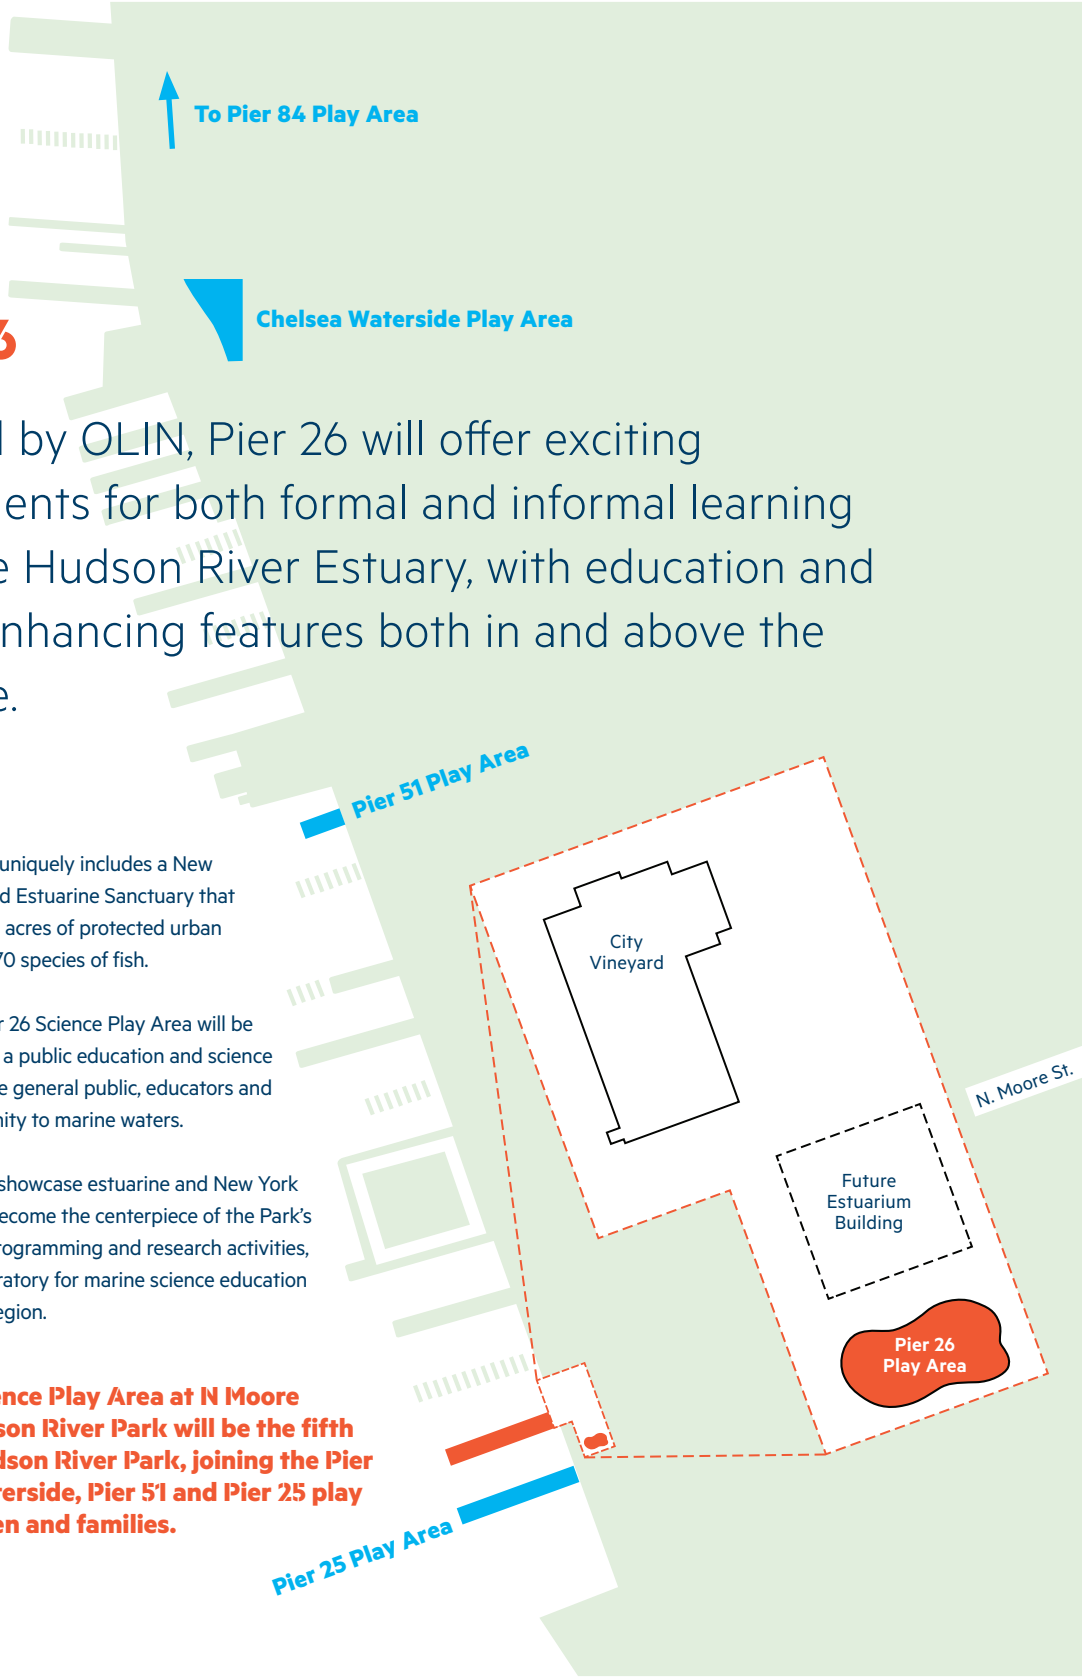 To Pier 84 Play Area
Chelsea Waterside Play Area
6
by OLIN, Pier 26 will offer exciting
ents for both formal and informal learning
e Hudson River Estuary, with education and
nhancing features both in and above the
e.
Pier 51 Play Area
uniquely includes a New
d Estuarine Sanctuary that
acres of protected urban
70 species of fish.
r 26 Science Play Area will be
a public education and science
e general public, educators and
nity to marine waters.
showcase estuarine and New York
ecome the centerpiece of the Park’s
rogramming and research activities,
ratory for marine science education
egion.
ence Play Area at N Moore
son River Park will be the fifth
dson River Park, joining the Pier
terside, Pier 51 and Pier 25 play
en and families.
City
Vineyard
N. Moore St.
Future
Estuarium
Building
Pier 26
Play Area
Pier 25 Play Area